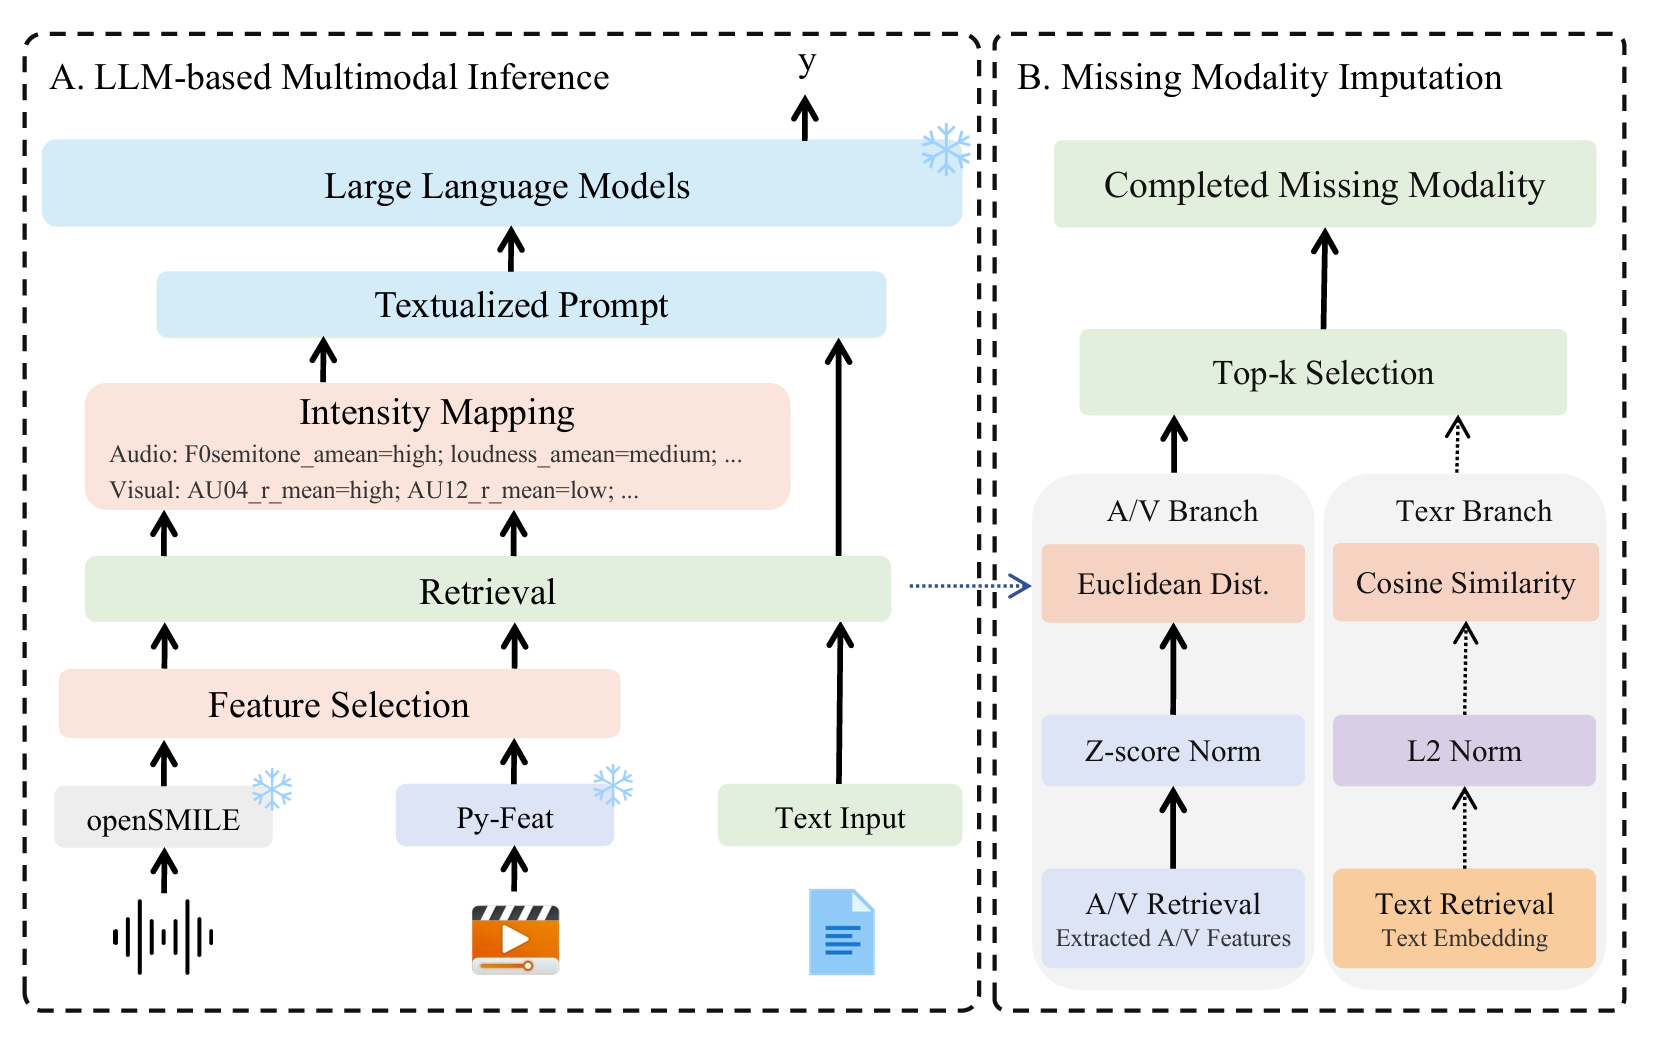 A. LLM-based Multimodal Inference
y
Large Language Models
Textualized Prompt
Intensity Mapping
Audio: F0semitone_amean=high; loudness_amean=medium; ...
Visual: AU04_r_mean=high; AU12_r_mean=low; ...
Retrieval
Feature Selection
openSMILE
Py-Feat
Text Input
B. Missing Modality Imputation
Completed Missing Modality
Top-k Selection
A/V Branch
Texr Branch
Euclidean Dist.
Cosine Similarity
Z-score Norm
L2 Norm
A/V Retrieval
Extracted A/V Features
Text Retrieval
Text Embedding